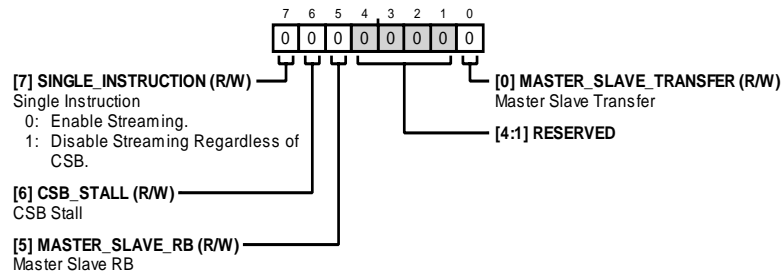 7 6 5 4 3 2 1 0
0 0 0 0 0 0 0 0
[7] SINGLE_INSTRUCTION (R/W)
Single Instruction
0: Enable Streaming.
1: Disable Streaming Regardless of
CSB.
[6] CSB_STALL (R/W)
CSB Stall
[5] MASTER_SLAVE_RB (R/W)
Master Slave RB
[0] MASTER_SLAVE_TRANSFER (R/W)
Master Slave Transfer
[4:1] RESERVED